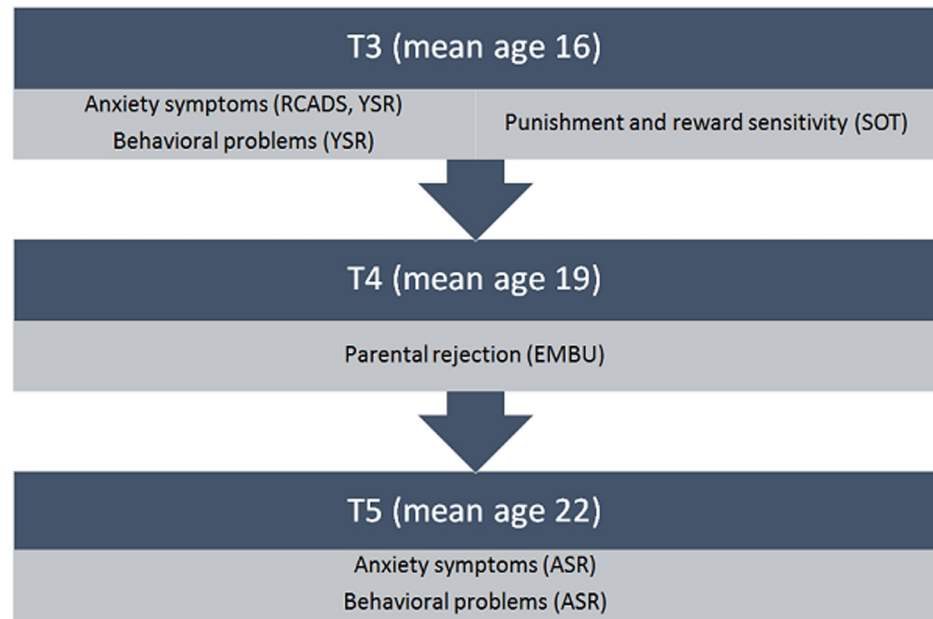 T3 (mean age 16)
Anxiety symptoms (RCADS, YSR)
Behavioral problems (YSR)
Punishment and reward sensitivity (SOT)
T4 (mean age 19)
Parental rejection (EMBU)
T5 (mean age 22)
Anxiety symptoms (ASR)
Behavioral problems (ASR)